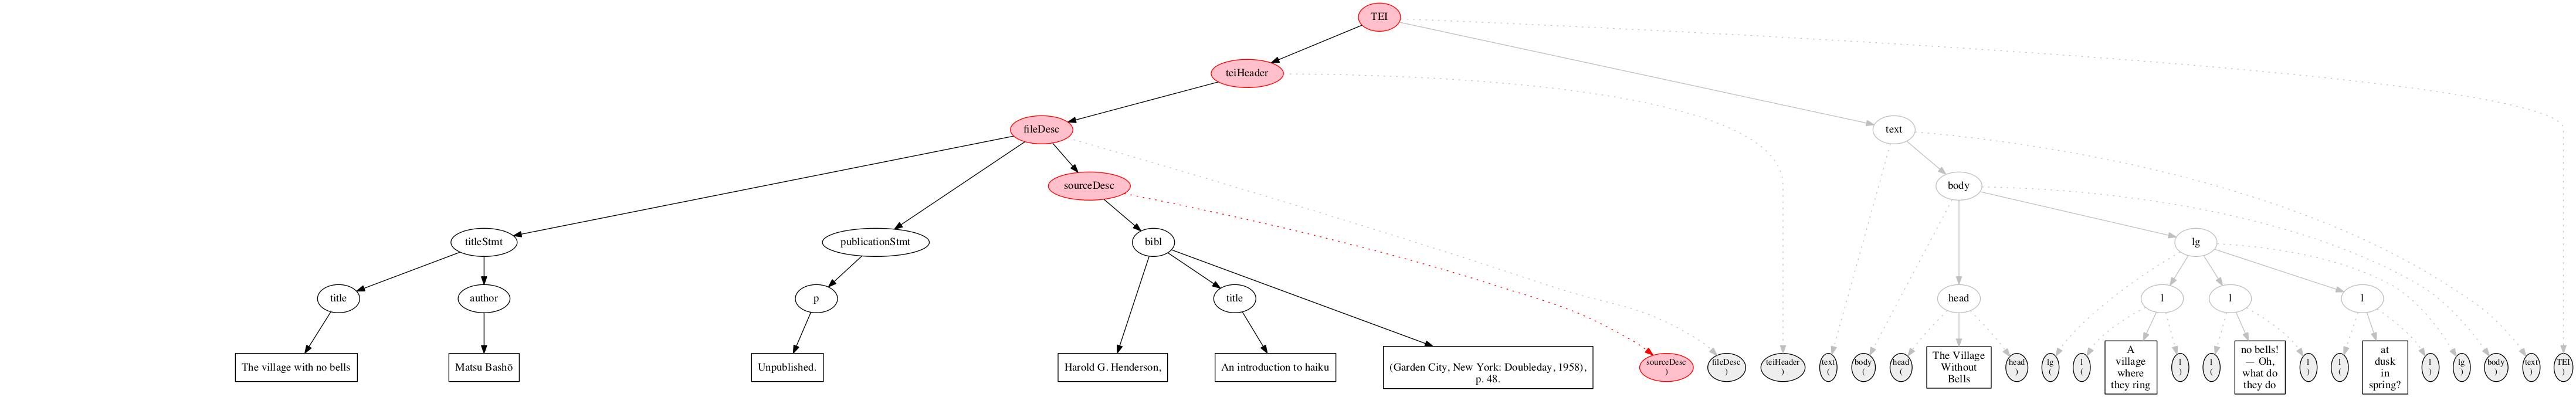 TEI
teiHeader
fileDesc
text
sourceDesc
body
titleStmt
publicationStmt
bibl
lg
title
author
p
title
head
l
l
l
The village with no bells
Matsu Bashō
Unpublished.
Harold G. Henderson,
An introduction to haiku
(Garden City, New York: Doubleday, 1958),
p. 48.
sourceDesc
)
fileDesc
)
teiHeader
)
text
(
body
(
head
(
The Village
Without
Bells
head
)
lg
(
l
(
A
village
where
they ring
l
)
l
(
no bells!
— Oh,
what do
they do
l
)
l
(
at
dusk
in
spring?
l
)
lg
)
body
)
text
)
TEI
)